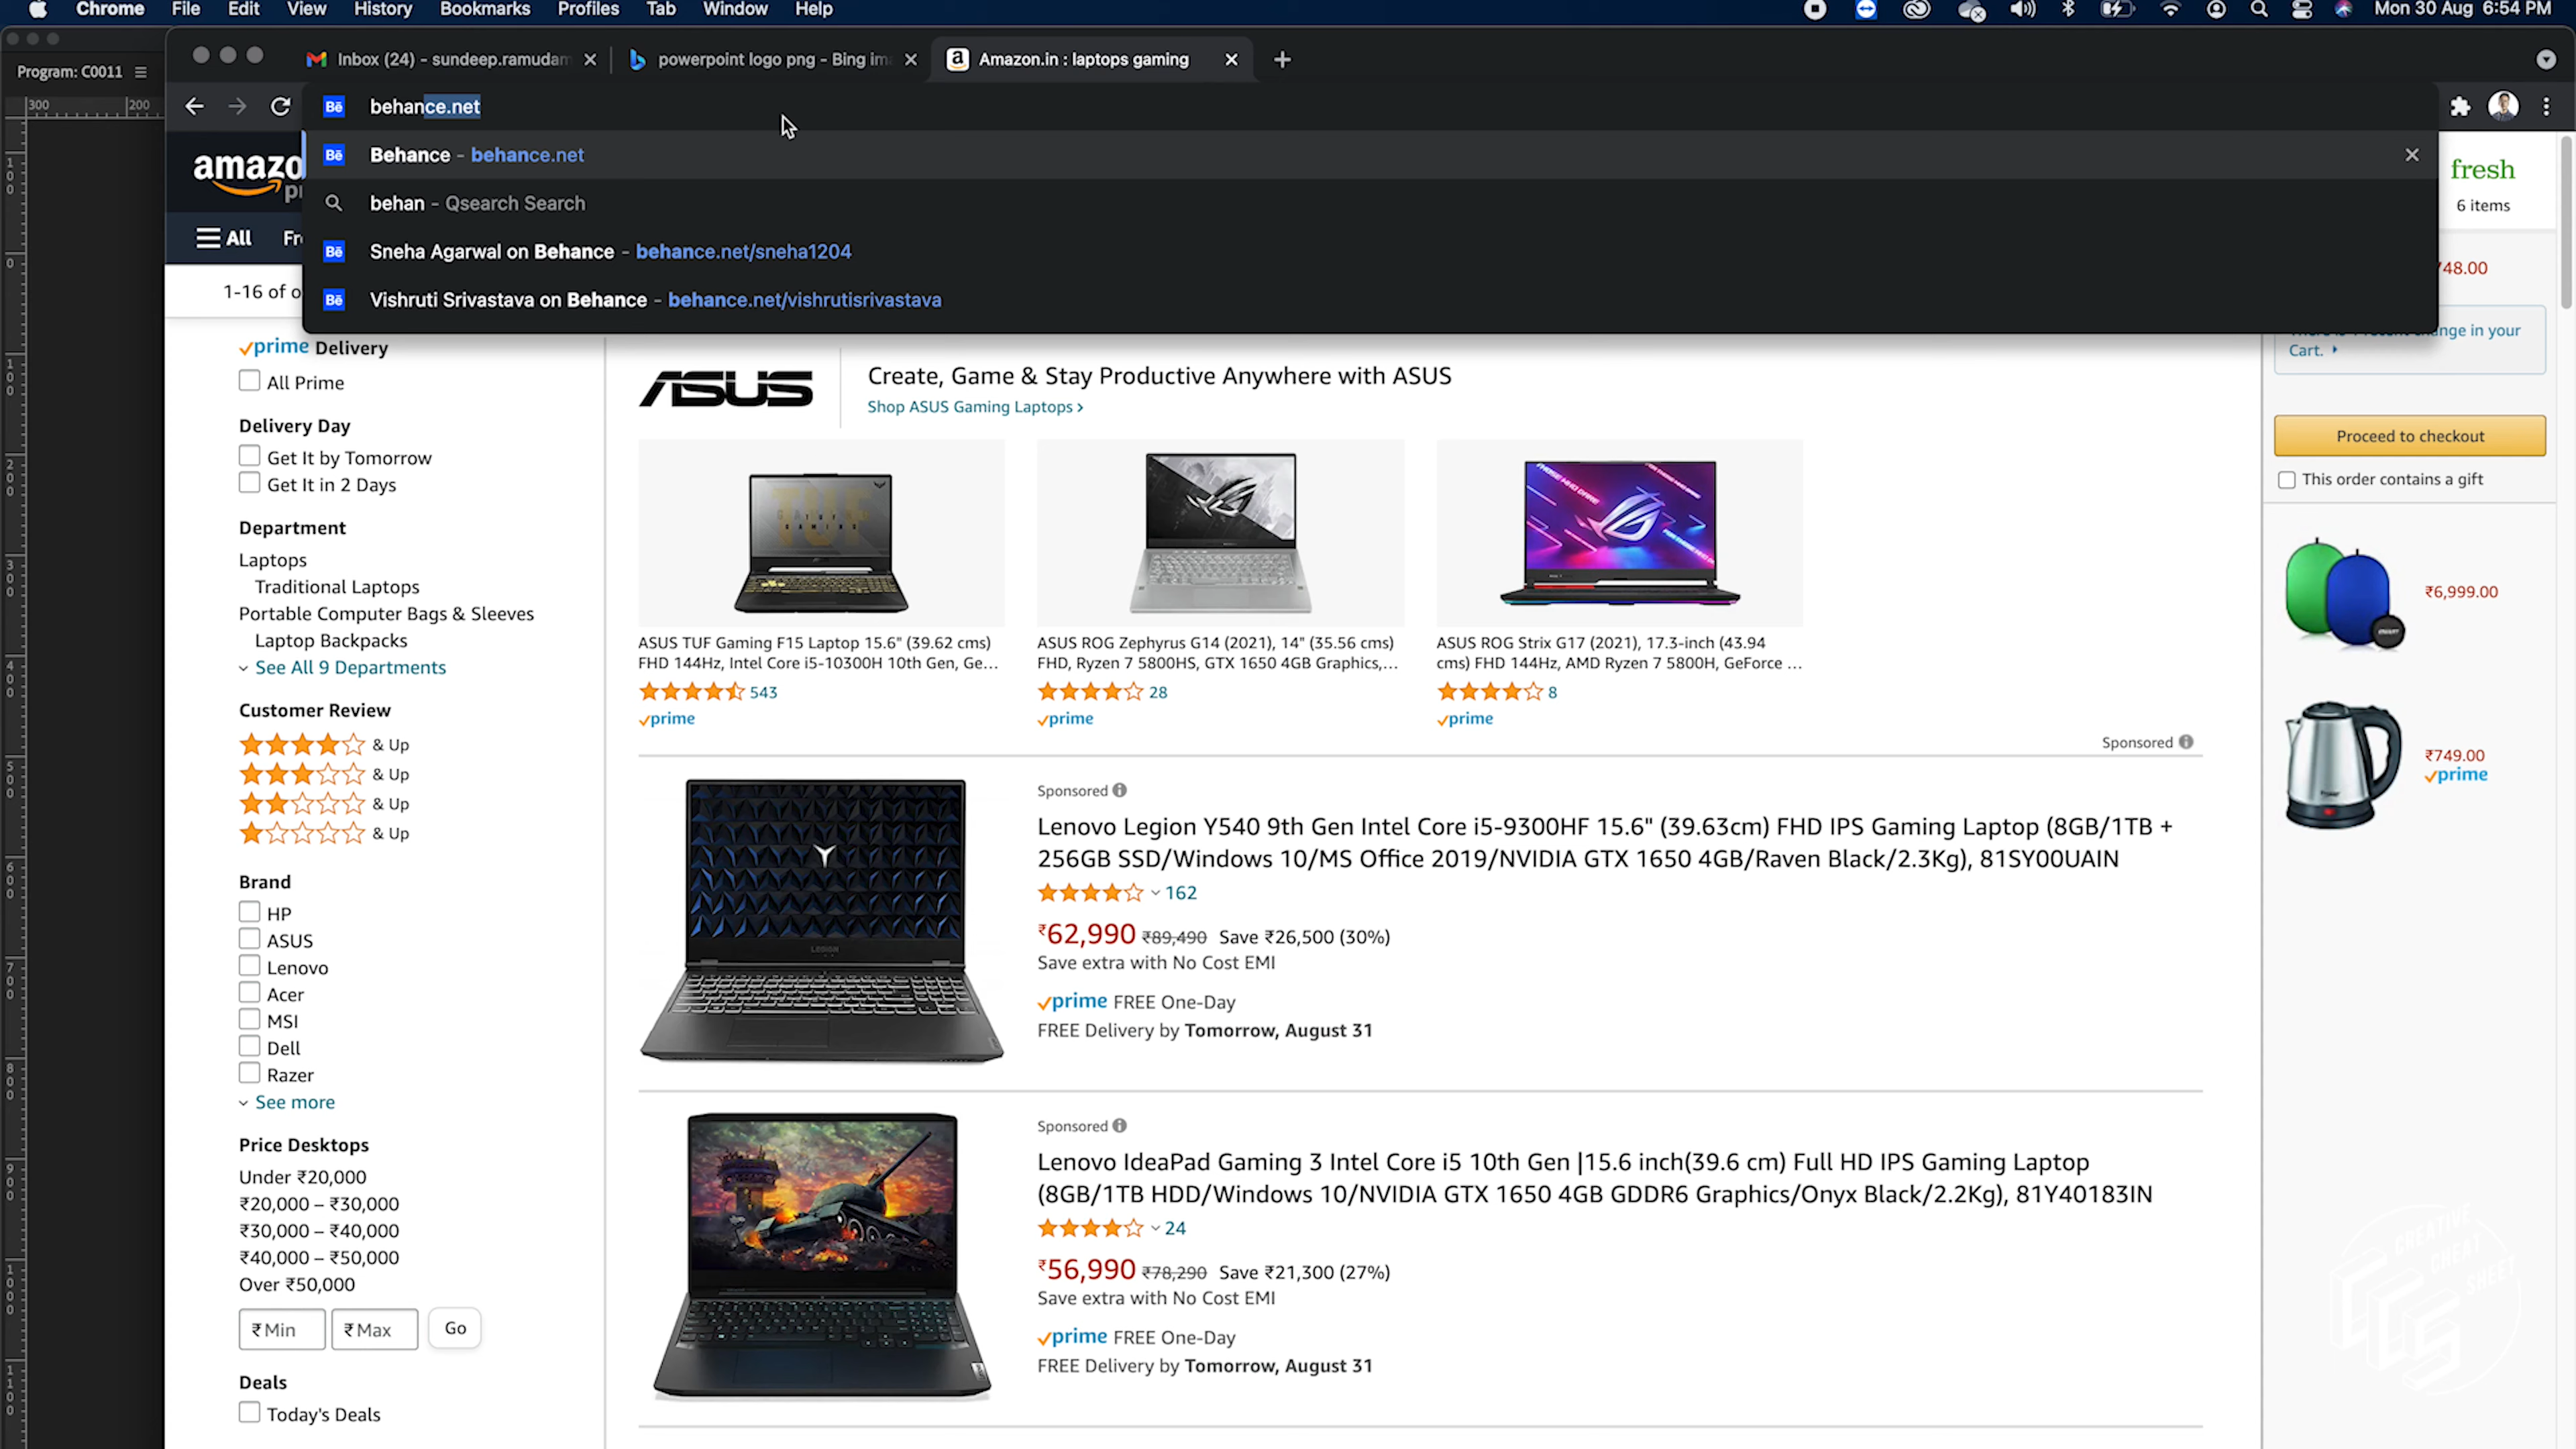 Chrome File Edit View History Bookmarks Profiles Tab Window Help Mon 30 Aug 6:54 PM
Program: C0011
Inbox (24) - sundeep.ramudam
powerpoint logo png - Bing im
Amazon.in : laptops gaming
300 200
behance.net
Behance - behance.net
behan - Qsearch Search
Sneha Agarwal on Behance - behance.net/sneha1204
Vishruti Srivastava on Behance - behance.net/vishrutisrivastava
amazo
fresh
6 items
All Fr
748.00
1-16 of o
nge in your
Cart.
prime Delivery
All Prime
Delivery Day
Get It by Tomorrow
Get It in 2 Days
Department
Laptops
Traditional Laptops
Portable Computer Bags & Sleeves
Laptop Backpacks
See All 9 Departments
Customer Review
& Up
& Up
& Up
& Up
Brand
HP
ASUS
Lenovo
Acer
MSI
Dell
Razer
See more
Price Desktops
Under ₹20,000
₹20,000 – ₹30,000
₹30,000 – ₹40,000
₹40,000 – ₹50,000
Over ₹50,000
₹ Min ₹ Max Go
Deals
Today's Deals
ASUS
Create, Game & Stay Productive Anywhere with ASUS
Shop ASUS Gaming Laptops ›
ASUS TUF Gaming F15 Laptop 15.6" (39.62 cms)
FHD 144Hz, Intel Core i5-10300H 10th Gen, Ge...
543
prime
ASUS ROG Zephyrus G14 (2021), 14" (35.56 cms)
FHD, Ryzen 7 5800HS, GTX 1650 4GB Graphics,...
28
prime
ASUS ROG Strix G17 (2021), 17.3-inch (43.94
cms) FHD 144Hz, AMD Ryzen 7 5800H, GeForce ...
8
prime
Sponsored
Sponsored
Lenovo Legion Y540 9th Gen Intel Core i5-9300HF 15.6" (39.63cm) FHD IPS Gaming Laptop (8GB/1TB +
256GB SSD/Windows 10/MS Office 2019/NVIDIA GTX 1650 4GB/Raven Black/2.3Kg), 81SY00UAIN
162
₹62,990 ₹89,490 Save ₹26,500 (30%)
Save extra with No Cost EMI
prime FREE One-Day
FREE Delivery by Tomorrow, August 31
Sponsored
Lenovo IdeaPad Gaming 3 Intel Core i5 10th Gen |15.6 inch(39.6 cm) Full HD IPS Gaming Laptop
(8GB/1TB HDD/Windows 10/NVIDIA GTX 1650 4GB GDDR6 Graphics/Onyx Black/2.2Kg), 81Y40183IN
24
₹56,990 ₹78,290 Save ₹21,300 (27%)
Save extra with No Cost EMI
prime FREE One-Day
FREE Delivery by Tomorrow, August 31
Proceed to checkout
This order contains a gift
₹6,999.00
₹749.00
prime
CREATIVE
CHEAT
SHEET